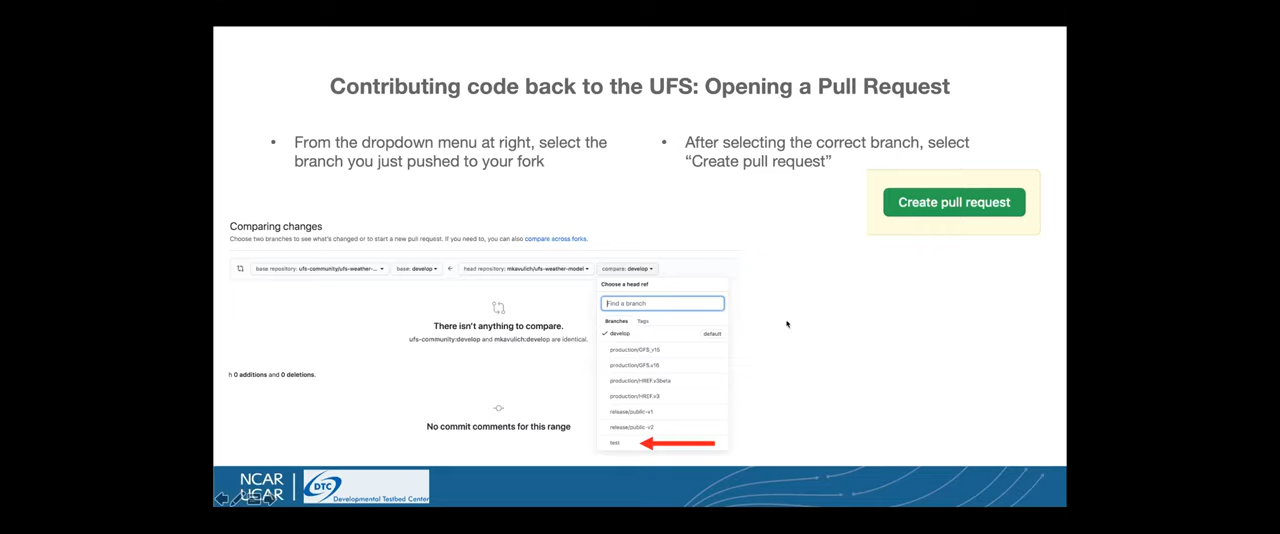 Contributing code back to the UFS: Opening a Pull Request
• From the dropdown menu at right, select the
branch you just pushed to your fork
• After selecting the correct branch, select
“Create pull request”
Create pull request
Comparing changes
Choose two branches to see what's changed or to start a new pull request. If you need to, you can also compare across forks.
base repository: ufs-community/ufs-weather-... base: develop head repository: mkavulich/ufs-weather-model compare: develop
Choose a head ref
Find a branch
Branches Tags
develop default
production/GFS_v15
production/GFS.v16
production/HREF.v3beta
production/HREF.v3
release/public-v1
release/public-v2
test
There isn't anything to compare.
ufs-community:develop and mkavulich:develop are identical.
h 0 additions and 0 deletions.
No commit comments for this range
NCAR
UCAR
DTC
Developmental Testbed Center